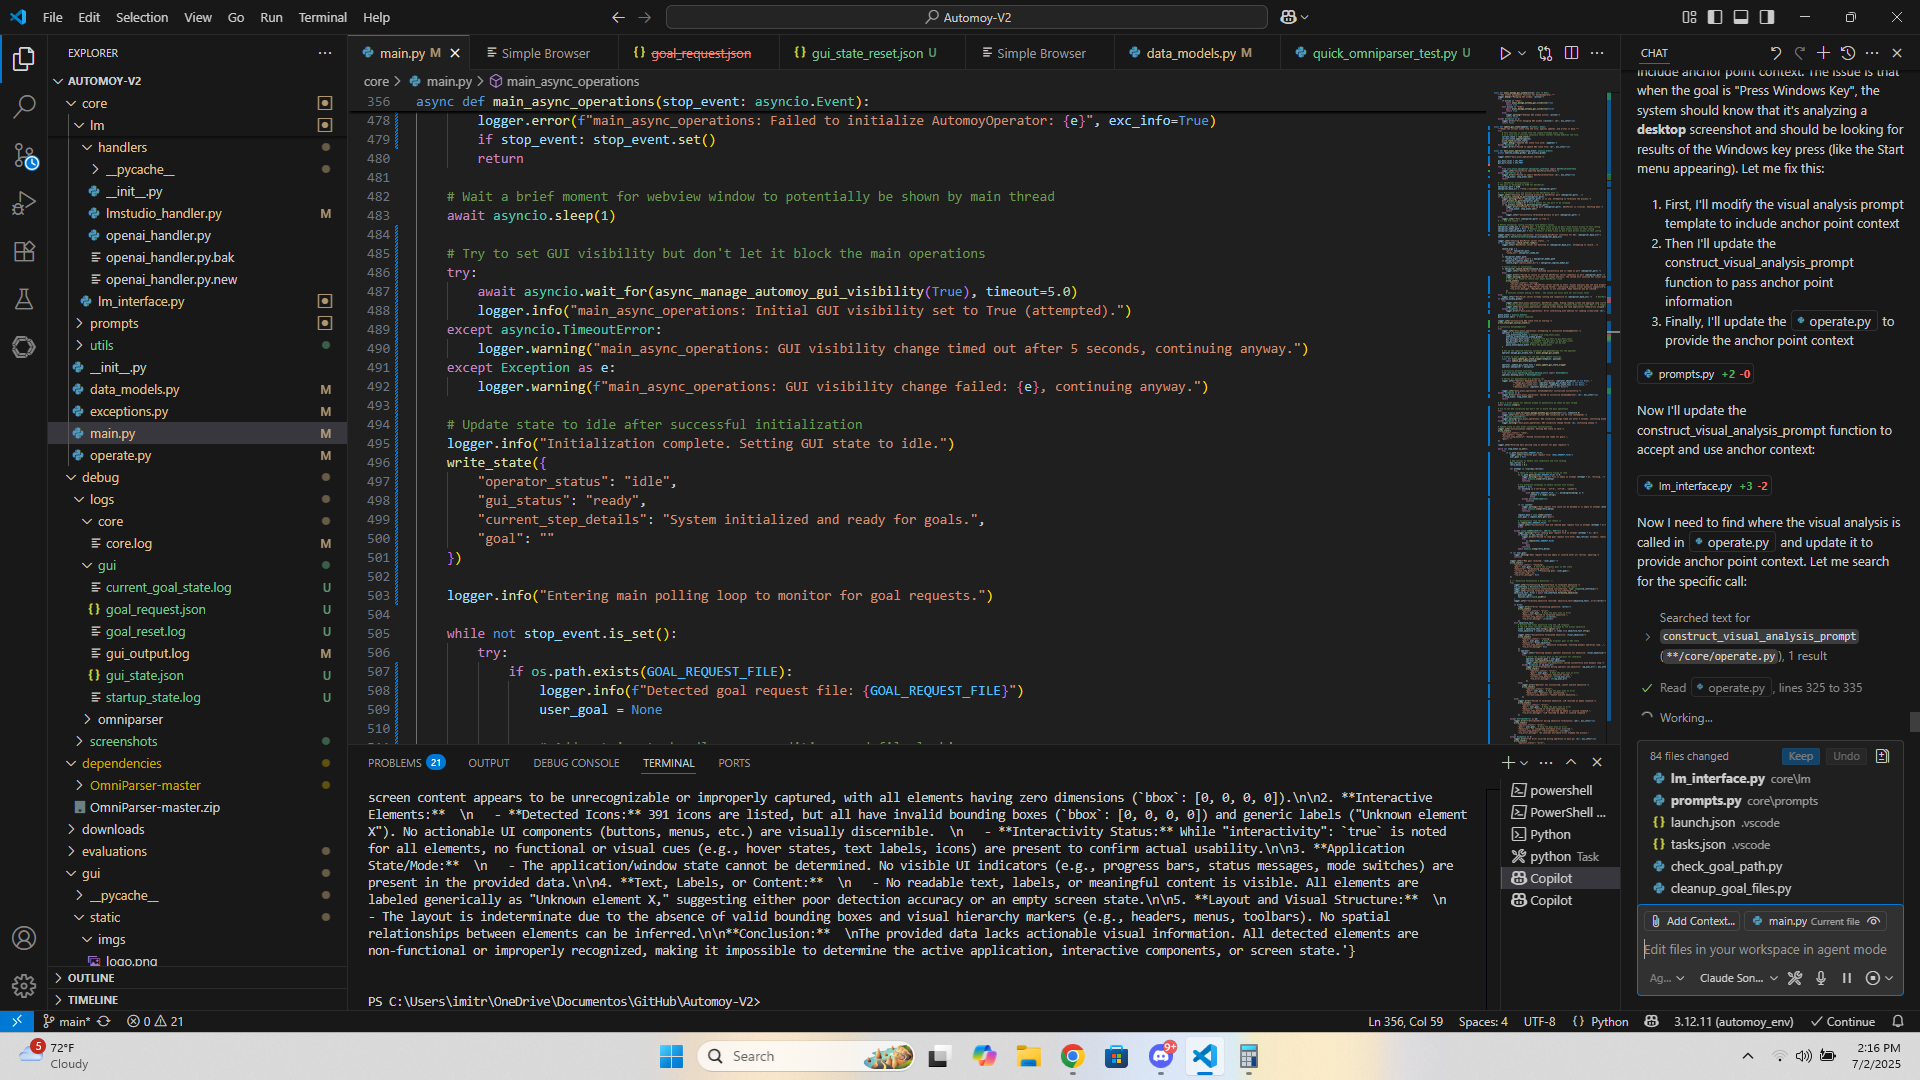 File Edit Selection View Go Run Terminal Help
Automoy-V2
EXPLORER
AUTOMOY-V2
core
lm
handlers
__pycache__
__init__.py
lmstudio_handler.py M
openai_handler.py
openai_handler.py.bak
openai_handler.py.new
lm_interface.py
prompts
utils
__init__.py
data_models.py M
exceptions.py M
main.py M
operate.py M
debug
logs
core
core.log M
gui
current_goal_state.log U
goal_request.json U
goal_reset.log U
gui_output.log M
gui_state.json U
startup_state.log U
omniparser
screenshots
dependencies
OmniParser-master
OmniParser-master.zip
downloads
evaluations
gui
__pycache__
static
imgs
logo.png
OUTLINE
TIMELINE
main.py M
Simple Browser
goal_request.json
gui_state_reset.json U
Simple Browser
data_models.py M
quick_omniparser_test.py U
core > main.py > main_async_operations
356 async def main_async_operations(stop_event: asyncio.Event):
478 logger.error(f"main_async_operations: Failed to initialize AutomoyOperator: {e}", exc_info=True)
479 if stop_event: stop_event.set()
480 return
481
482 # Wait a brief moment for webview window to potentially be shown by main thread
483 await asyncio.sleep(1)
484
485 # Try to set GUI visibility but don't let it block the main operations
486 try:
487 await asyncio.wait_for(async_manage_automoy_gui_visibility(True), timeout=5.0)
488 logger.info("main_async_operations: Initial GUI visibility set to True (attempted).")
489 except asyncio.TimeoutError:
490 logger.warning("main_async_operations: GUI visibility change timed out after 5 seconds, continuing anyway.")
491 except Exception as e:
492 logger.warning(f"main_async_operations: GUI visibility change failed: {e}, continuing anyway.")
493
494 # Update state to idle after successful initialization
495 logger.info("Initialization complete. Setting GUI state to idle.")
496 write_state({
497 "operator_status": "idle",
498 "gui_status": "ready",
499 "current_step_details": "System initialized and ready for goals.",
500 "goal": ""
501 })
502
503 logger.info("Entering main polling loop to monitor for goal requests.")
504
505 while not stop_event.is_set():
506 try:
507 if os.path.exists(GOAL_REQUEST_FILE):
508 logger.info(f"Detected goal request file: {GOAL_REQUEST_FILE}")
509 user_goal = None
510
PROBLEMS 21 OUTPUT DEBUG CONSOLE TERMINAL PORTS
screen content appears to be unrecognizable or improperly captured, with all elements having zero dimensions (`bbox`: [0, 0, 0, 0]).\n\n2. **Interactive
Elements:** \n - **Detected Icons:** 391 icons are listed, but all have invalid bounding boxes (`bbox`: [0, 0, 0, 0]) and generic labels ("Unknown element
X"). No actionable UI components (buttons, menus, etc.) are visually discernible. \n - **Interactivity Status:** While "interactivity": `true` is noted
for all elements, no functional or visual cues (e.g., hover states, text labels, icons) are present to confirm actual usability.\n\n3. **Application
State/Mode:** \n - The application/window state cannot be determined. No visible UI indicators (e.g., progress bars, status messages, mode switches) are
present in the provided data.\n\n4. **Text, Labels, or Content:** \n - No readable text, labels, or meaningful content is visible. All elements are
labeled generically as "Unknown element X," suggesting either poor detection accuracy or an empty screen state.\n\n5. **Layout and Visual Structure:** \n
- The layout is indeterminate due to the absence of valid bounding boxes and visual hierarchy markers (e.g., headers, menus, toolbars). No spatial
relationships between elements can be inferred.\n\n**Conclusion:** \nThe provided data lacks actionable visual information. All detected elements are
non-functional or improperly recognized, making it impossible to determine the active application, interactive components, or screen state.'}
PS C:\Users\imitr\OneDrive\Documentos\GitHub\Automoy-V2>
powershell
PowerShell ...
Python
python Task
Copilot
Copilot
CHAT
include anchor point context. The issue is that
when the goal is "Press Windows Key", the
system should know that it's analyzing a
desktop screenshot and should be looking for
results of the Windows key press (like the Start
menu appearing). Let me fix this:
1. First, I'll modify the visual analysis prompt
template to include anchor point context
2. Then I'll update the
construct_visual_analysis_prompt
function to pass anchor point
information
3. Finally, I'll update the operate.py to
provide the anchor point context
prompts.py +2 -0
Now I'll update the
construct_visual_analysis_prompt function to
accept and use anchor context:
lm_interface.py +3 -2
Now I need to find where the visual analysis is
called in operate.py and update it to
provide anchor point context. Let me search
for the specific call:
Searched text for
construct_visual_analysis_prompt
(**/core/operate.py), 1 result
Read operate.py, lines 325 to 335
Working...
84 files changed Keep Undo
lm_interface.py core\lm
prompts.py core\prompts
launch.json .vscode
tasks.json .vscode
check_goal_path.py
cleanup_goal_files.py
Add Context... main.py Current file
Edit files in your workspace in agent mode
Ag... Claude Son...
main* 0 21
Ln 356, Col 59 Spaces: 4 UTF-8 {} Python 3.12.11 (automoy_env) Continue
5 72°F
Cloudy
Search
9+
2:16 PM
7/2/2025